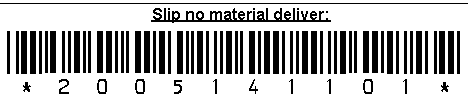 Slip no material deliver:
* 2 0 0 5 1 4 1 1 0 1 *